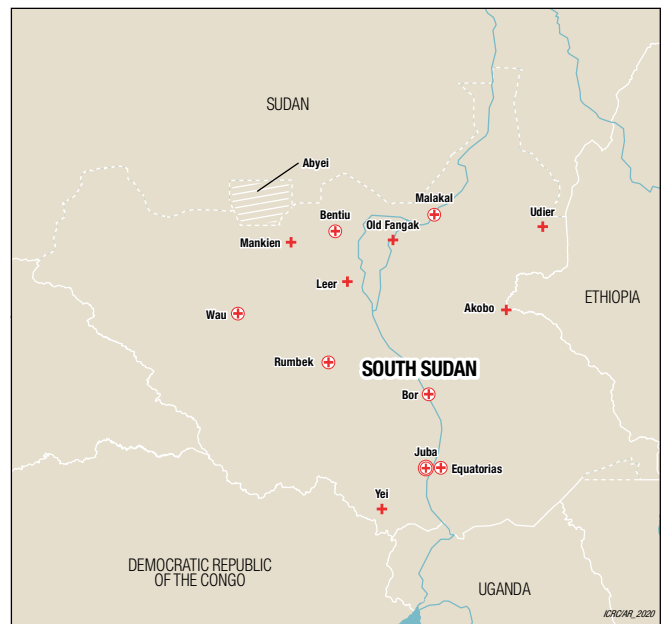 SUDAN
Abyei
Malakal
Bentiu
Udier
Old Fangak
Mankien
Leer
ETHIOPIA
Akobo
Wau
Rumbek
SOUTH SUDAN
Bor
Juba
Equatorias
Yei
DEMOCRATIC REPUBLIC
OF THE CONGO
UGANDA
ICRC/AR_2020